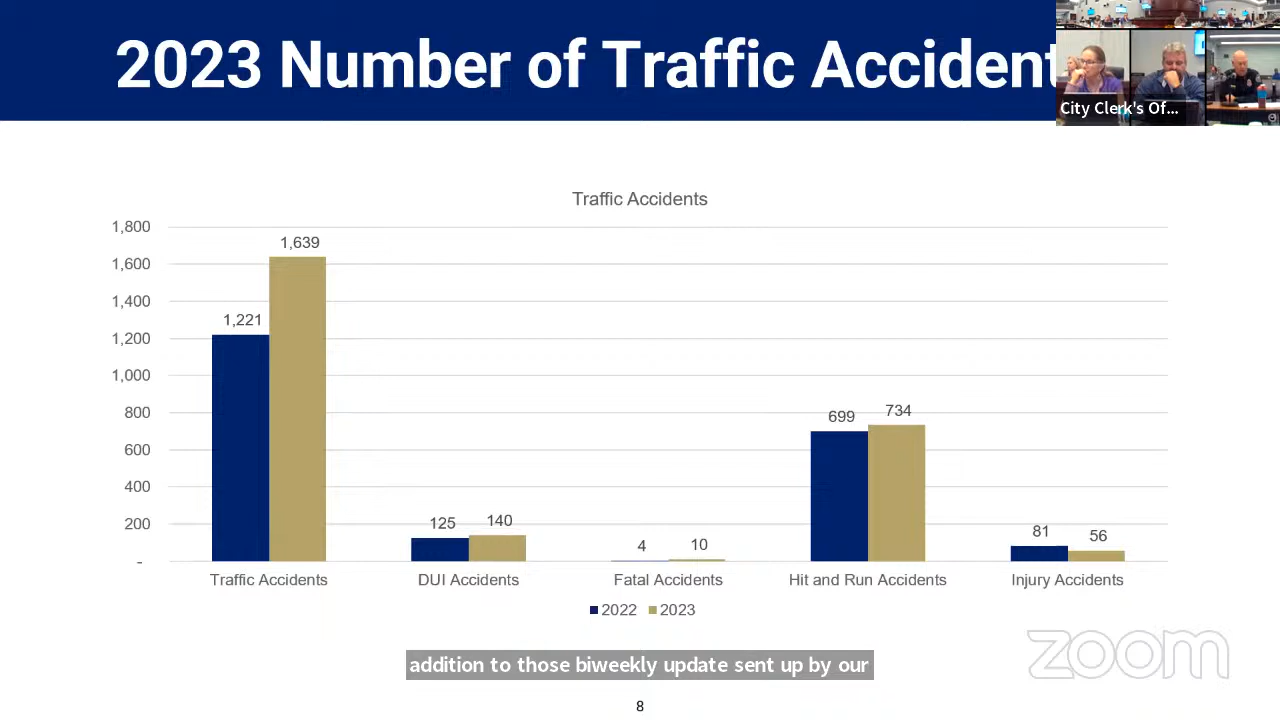 2023 Number of Traffic Accident
City Clerk's Of...
Traffic Accidents
1,800
1,600
1,400
1,200
1,000
800
600
400
200
-
1,221
1,639
125
140
4
10
699
734
81
56
Traffic Accidents
DUI Accidents
Fatal Accidents
Hit and Run Accidents
Injury Accidents
2022 2023
addition to those biweekly update sent up by our
zoom
8